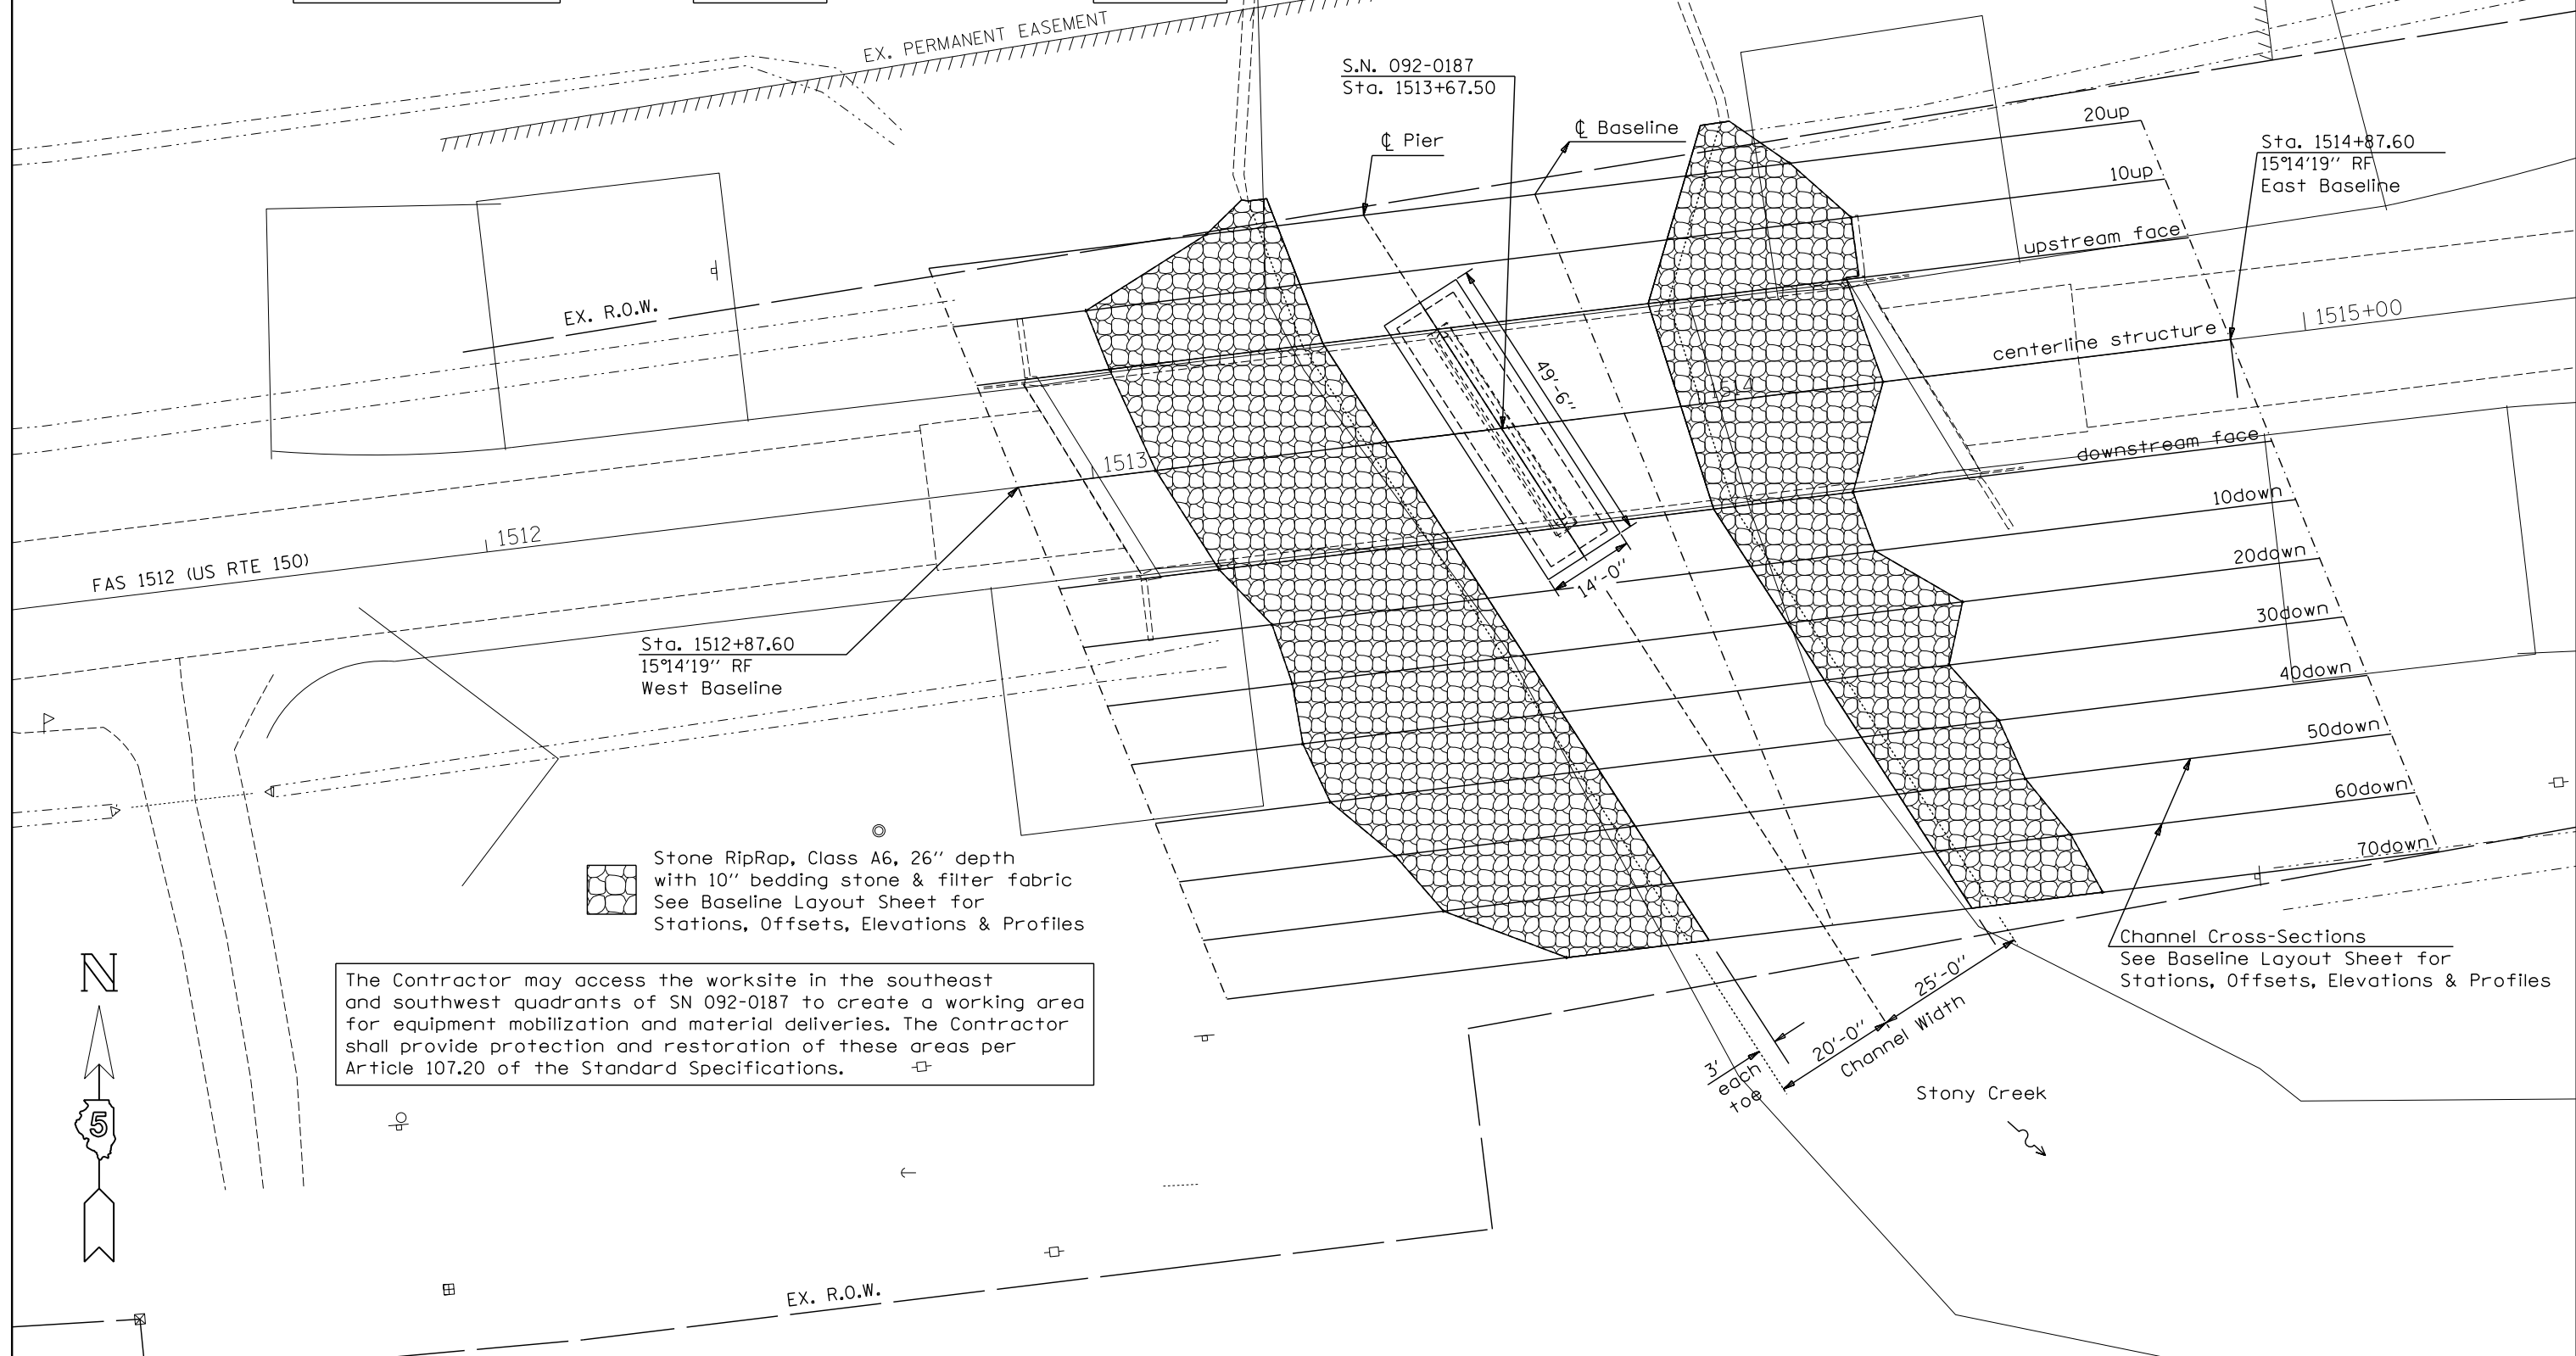 EX. PERMANENT EASEMENT
S.N. 092-0187
Sta. 1513+67.50
℄ Pier
℄ Baseline
20up
10up
upstream face
Sta. 1514+87.60
15°14'19" RF
East Baseline
EX. R.O.W.
1515+00
centerline structure
49'-6"
1514
1513
downstream face
10down
20down
30down
40down
50down
60down
70down
1512
FAS 1512 (US RTE 150)
14'-0"
Sta. 1512+87.60
15°14'19" RF
West Baseline
Stone RipRap, Class A6, 26" depth
with 10" bedding stone & filter fabric
See Baseline Layout Sheet for
Stations, Offsets, Elevations & Profiles
Channel Cross-Sections
See Baseline Layout Sheet for
Stations, Offsets, Elevations & Profiles
N
5
The Contractor may access the worksite in the southeast
and southwest quadrants of SN 092-0187 to create a working area
for equipment mobilization and material deliveries. The Contractor
shall provide protection and restoration of these areas per
Article 107.20 of the Standard Specifications.
25'-0"
20'-0"
Channel Width
3'
each
toe
Stony Creek
EX. R.O.W.